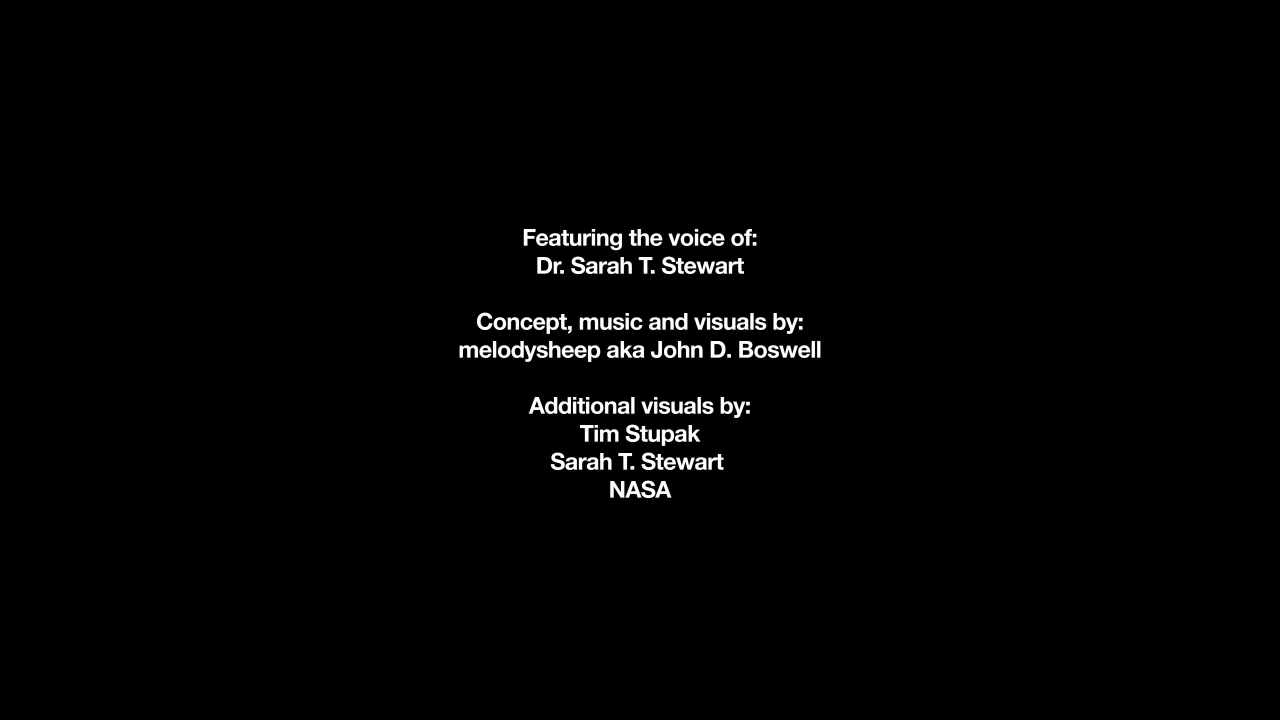 Featuring the voice of:
Dr. Sarah T. Stewart
Concept, music and visuals by:
melodysheep aka John D. Boswell
Additional visuals by:
Tim Stupak
Sarah T. Stewart
NASA